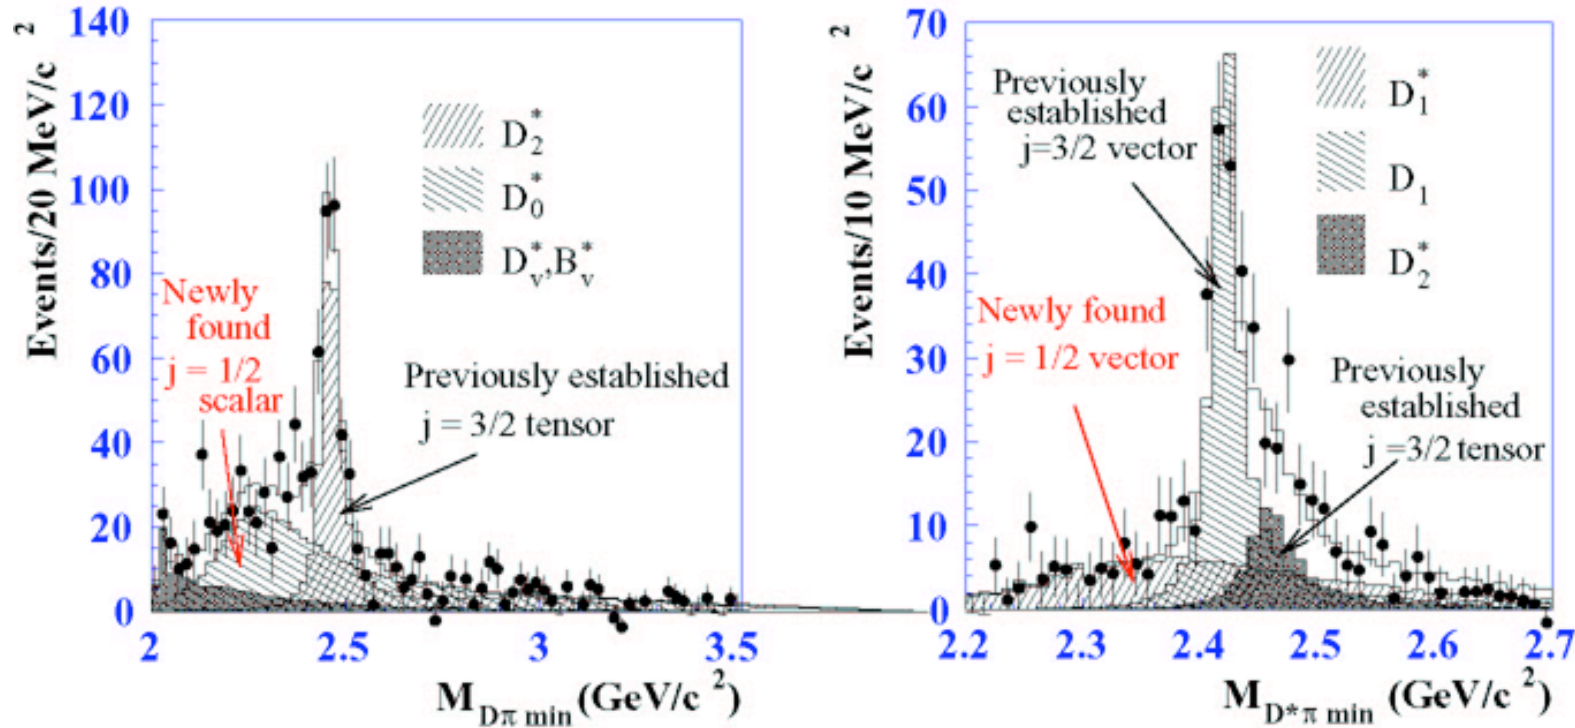 Events/20 MeV/c 2
140
120
100
80
60
40
20
0
D*2
D*0
D*v,B*v
Newly
found
j = 1/2
scalar
Previously established
j = 3/2 tensor
2
2.5
3
3.5
M Dπ min (GeV/c 2)
Events/10 MeV/c 2
70
60
50
40
30
20
10
0
Previously
established
j=3/2 vector
D*1
D1
D*2
Newly found
j = 1/2 vector
Previously
established
j=3/2 tensor
2.2
2.3
2.4
2.5
2.6
2.7
M D*π min (GeV/c 2)